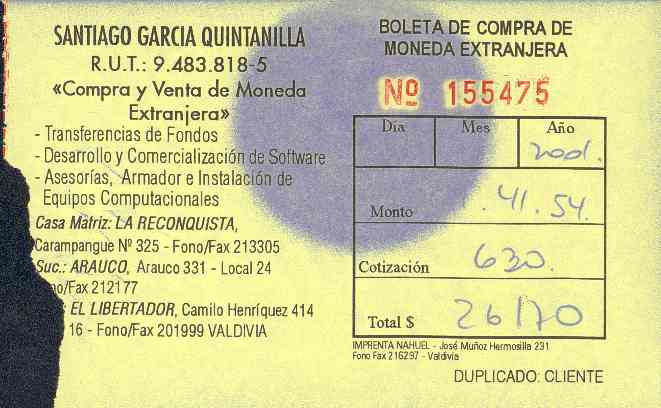 SANTIAGO GARCIA QUINTANILLA
R.U.T.: 9.483.818-5
«Compra y Venta de Moneda
Extranjera»
- Transferencias de Fondos
- Desarrollo y Comercialización de Software
- Asesorías, Armador e Instalación de
Equipos Computacionales
Casa Matriz: LA RECONQUISTA,
Carampangue Nº 325 - Fono/Fax 213305
Suc.: ARAUCO, Arauco 331 - Local 24
no/Fax 212177
: EL LIBERTADOR, Camilo Henríquez 414
16 - Fono/Fax 201999 VALDIVIA
BOLETA DE COMPRA DE
MONEDA EXTRANJERA
Nº 155475
Día Mes Año
2001.
Monto .41.54.
Cotización 630.
Total $ 26170
IMPRENTA NAHUEL - José Muñoz Hermosilla 231
Fono Fax 216297 - Valdivia
DUPLICADO: CLIENTE